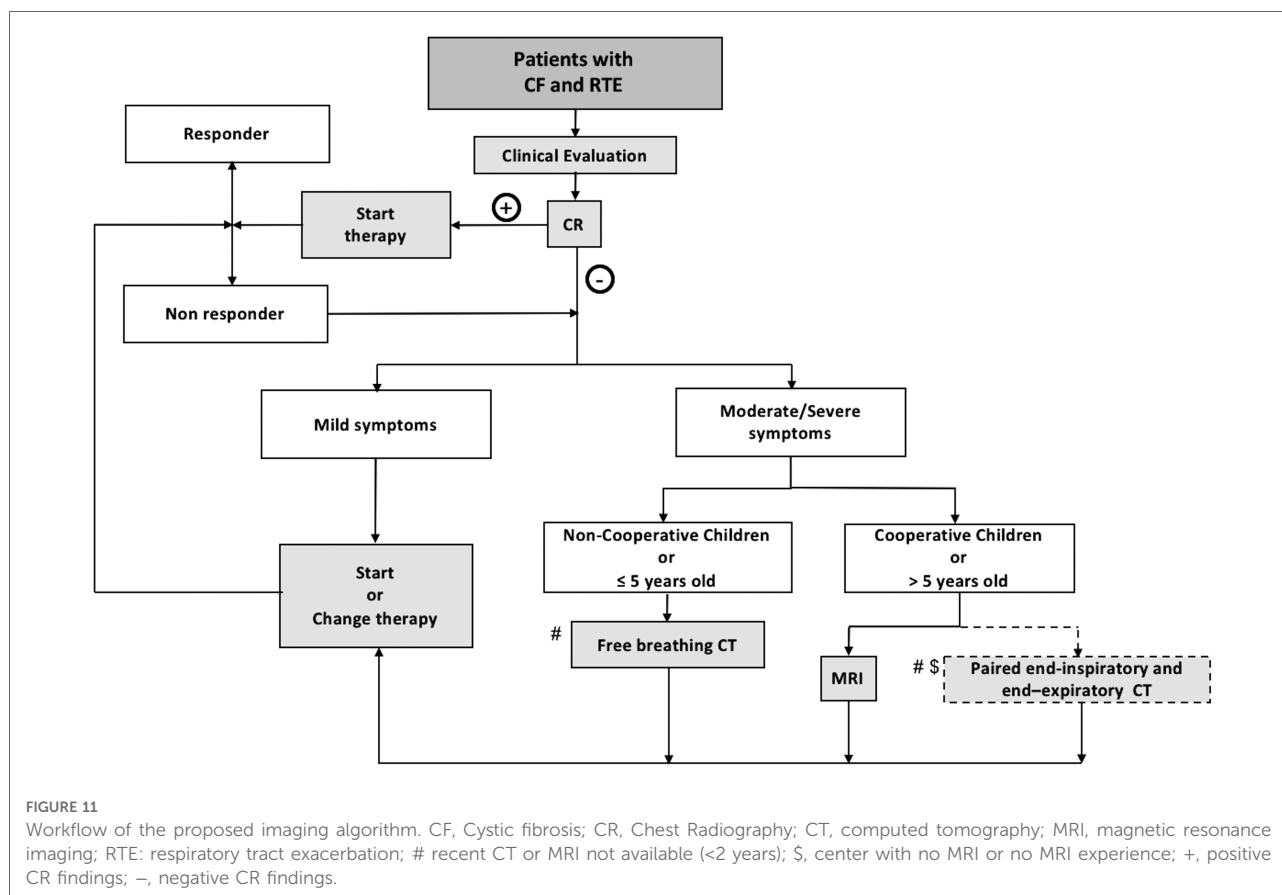 Patients with
CF and RTE
Responder
Clinical Evaluation
Start
therapy
+
CR
-
Non responder
Mild symptoms
Moderate/Severe
symptoms
Non-Cooperative Children
or
≤ 5 years old
Cooperative Children
or
> 5 years old
Start
or
Change therapy
#
Free breathing CT
MRI
# $
Paired end-inspiratory and
end–expiratory CT
FIGURE 11
Workflow of the proposed imaging algorithm. CF, Cystic fibrosis; CR, Chest Radiography; CT, computed tomography; MRI, magnetic resonance
imaging; RTE: respiratory tract exacerbation; # recent CT or MRI not available (<2 years); $, center with no MRI or no MRI experience; +, positive
CR findings; −, negative CR findings.